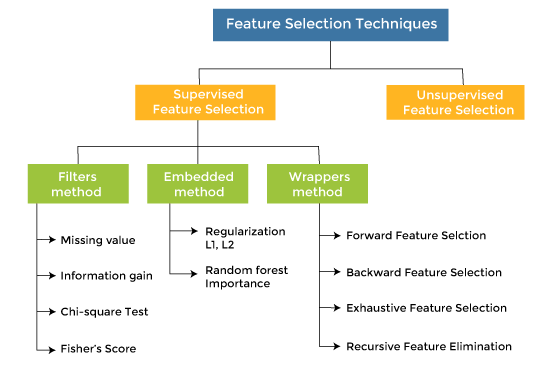 Feature Selection Techniques
Supervised
Feature Selection
Unsupervised
Feature Selection
Filters
method
Embedded
method
Wrappers
method
Missing value
Information gain
Chi-square Test
Fisher's Score
Regularization
L1, L2
Random forest
Importance
Forward Feature Selction
Backward Feature Selection
Exhaustive Feature Selection
Recursive Feature Elimination